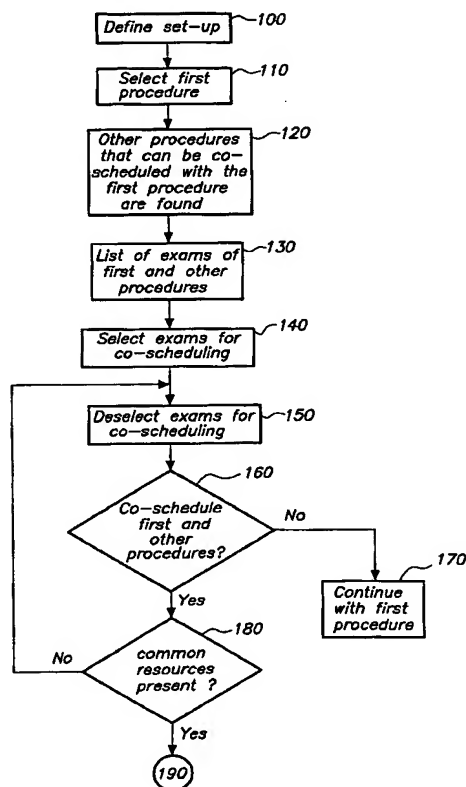 Define set-up
100
Select first
procedure
110
Other procedures
that can be co-
scheduled with the
first procedure
are found
120
List of exams of
first and other
procedures
130
Select exams for
co-scheduling
140
Deselect exams for
co-scheduling
150
160
Co-schedule
first and
other
procedures?
No
170
Continue
with first
procedure
Yes
180
No
common
resources
present ?
Yes
190